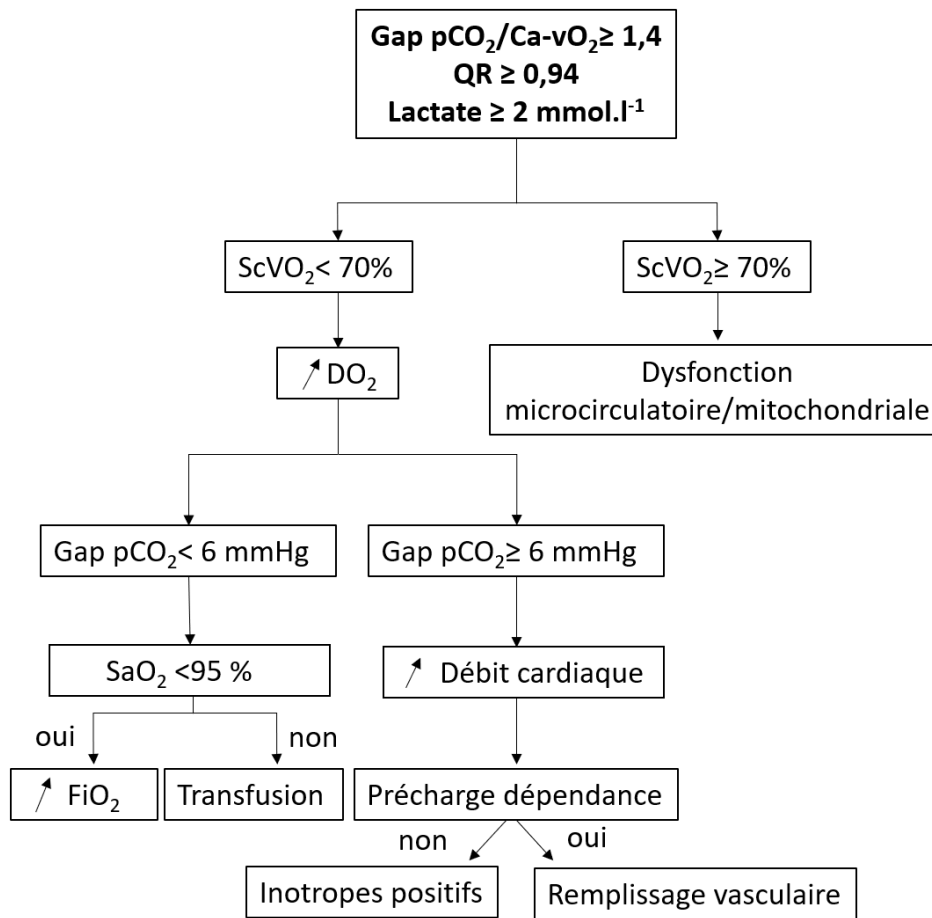 Gap pCO₂/Ca-vO₂≥ 1,4
QR ≥ 0,94
Lactate ≥ 2 mmol.l⁻¹
ScVO₂< 70%
ScVO₂≥ 70%
↗ DO₂
Dysfonction
microcirculatoire/mitochondriale
Gap pCO₂< 6 mmHg
Gap pCO₂≥ 6 mmHg
SaO₂ <95 %
↗ Débit cardiaque
oui
non
↗ FiO₂
Transfusion
Précharge dépendance
non
oui
Inotropes positifs
Remplissage vasculaire